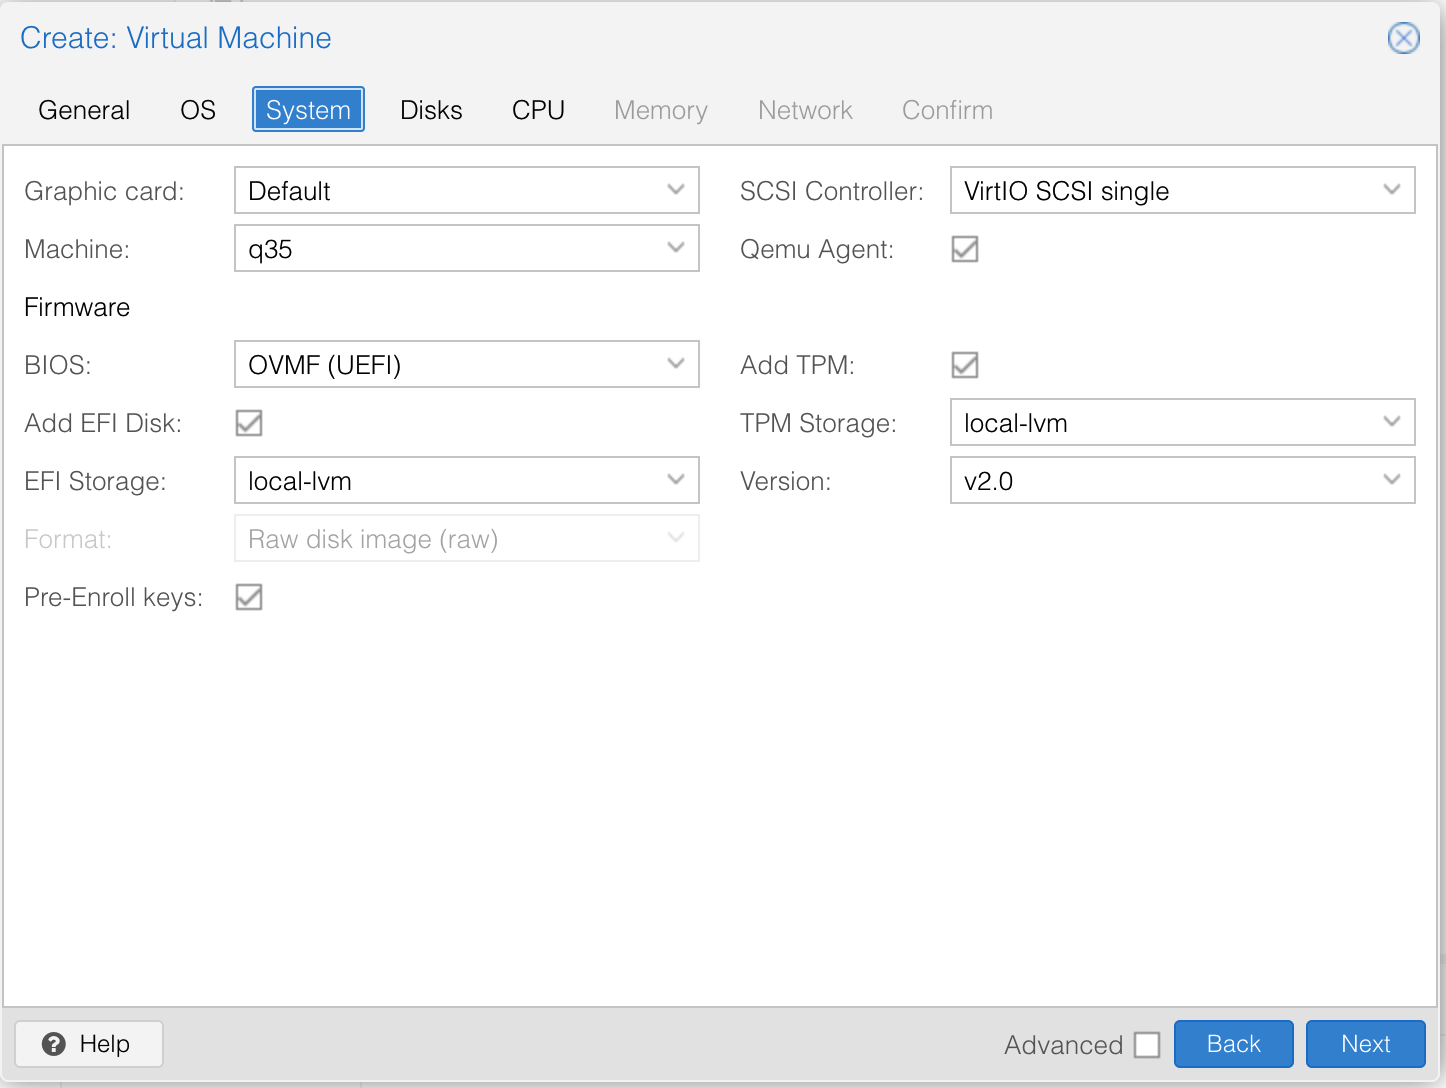 Create: Virtual Machine
General OS System Disks CPU Memory Network Confirm
Graphic card: Default SCSI Controller: VirtIO SCSI single
Machine: q35 Qemu Agent:
Firmware
BIOS: OVMF (UEFI) Add TPM:
Add EFI Disk: TPM Storage: local-lvm
EFI Storage: local-lvm Version: v2.0
Format: Raw disk image (raw)
Pre-Enroll keys:
Help Advanced Back Next